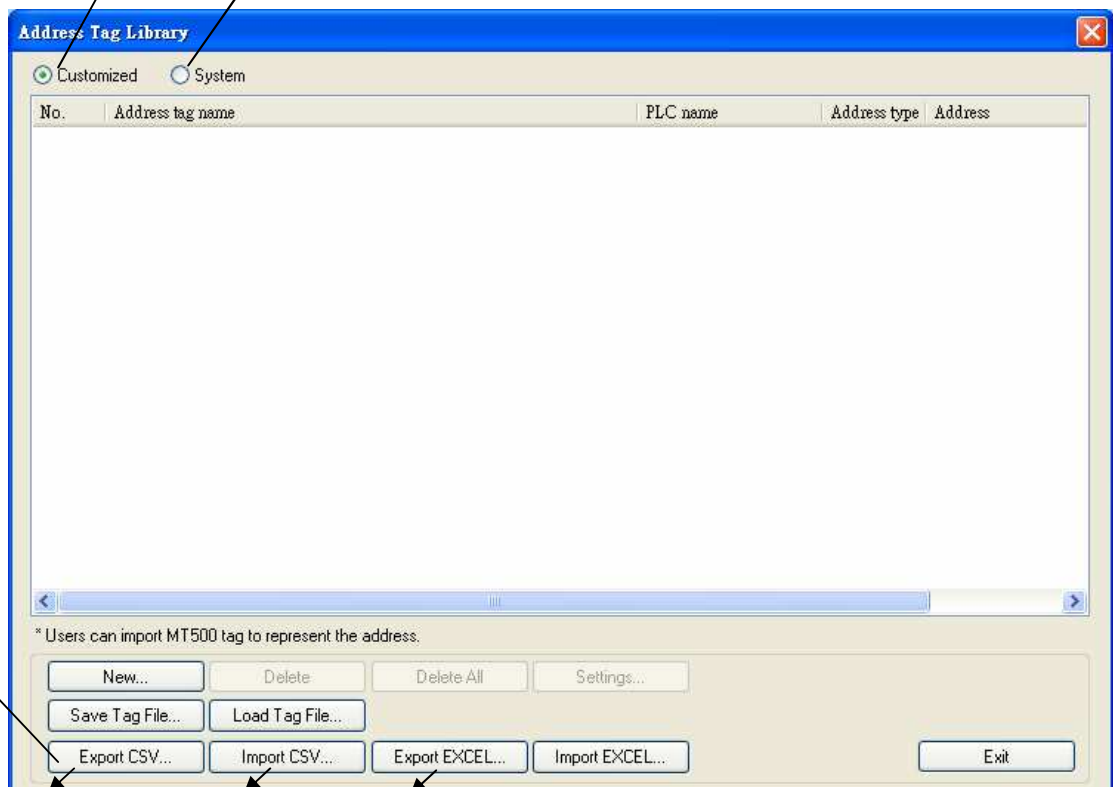 Address Tag Library
Customized System
No. Address tag name PLC name Address type Address
* Users can import MT500 tag to represent the address.
New... Delete Delete All Settings...
Save Tag File... Load Tag File...
Export CSV... Import CSV... Export EXCEL... Import EXCEL... Exit